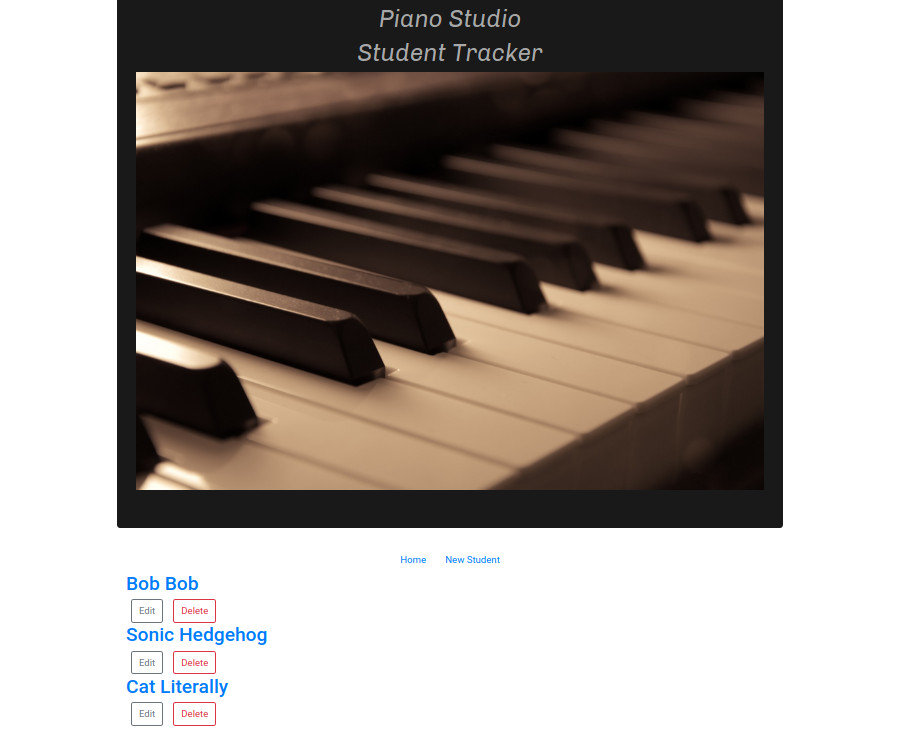 Piano Studio
Student Tracker
Home New Student
Bob Bob
Edit Delete
Sonic Hedgehog
Edit Delete
Cat Literally
Edit Delete